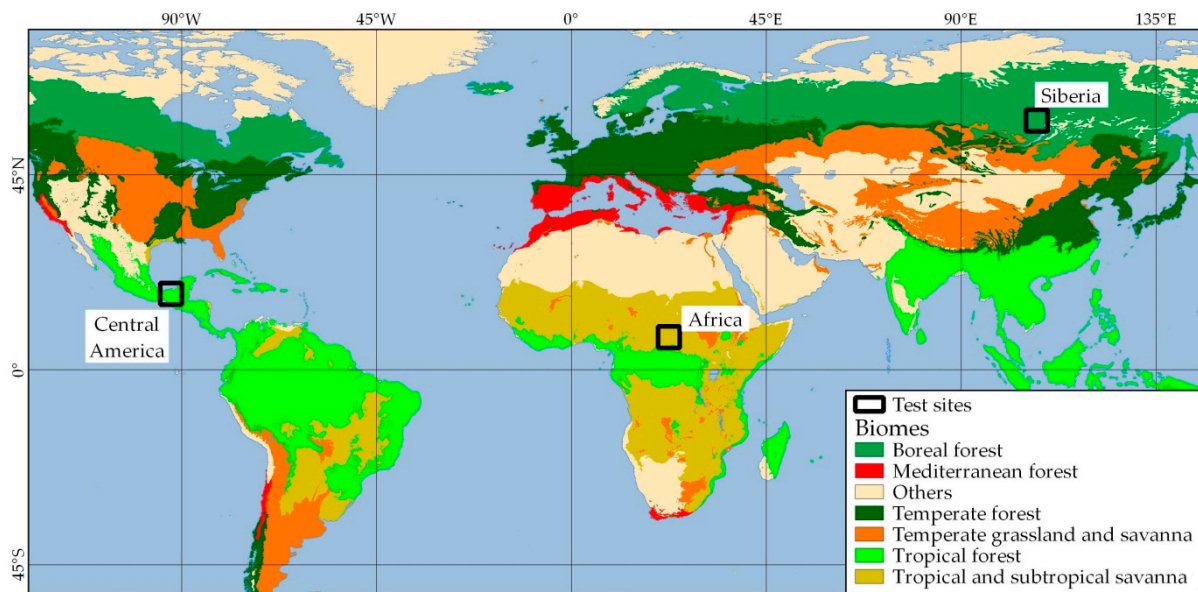 90°W 45°W 0° 45°E 90°E 135°E
Siberia
45°N
Central
America
Africa
0°
45°S
Test sites
Biomes
Boreal forest
Mediterranean forest
Others
Temperate forest
Temperate grassland and savanna
Tropical forest
Tropical and subtropical savanna